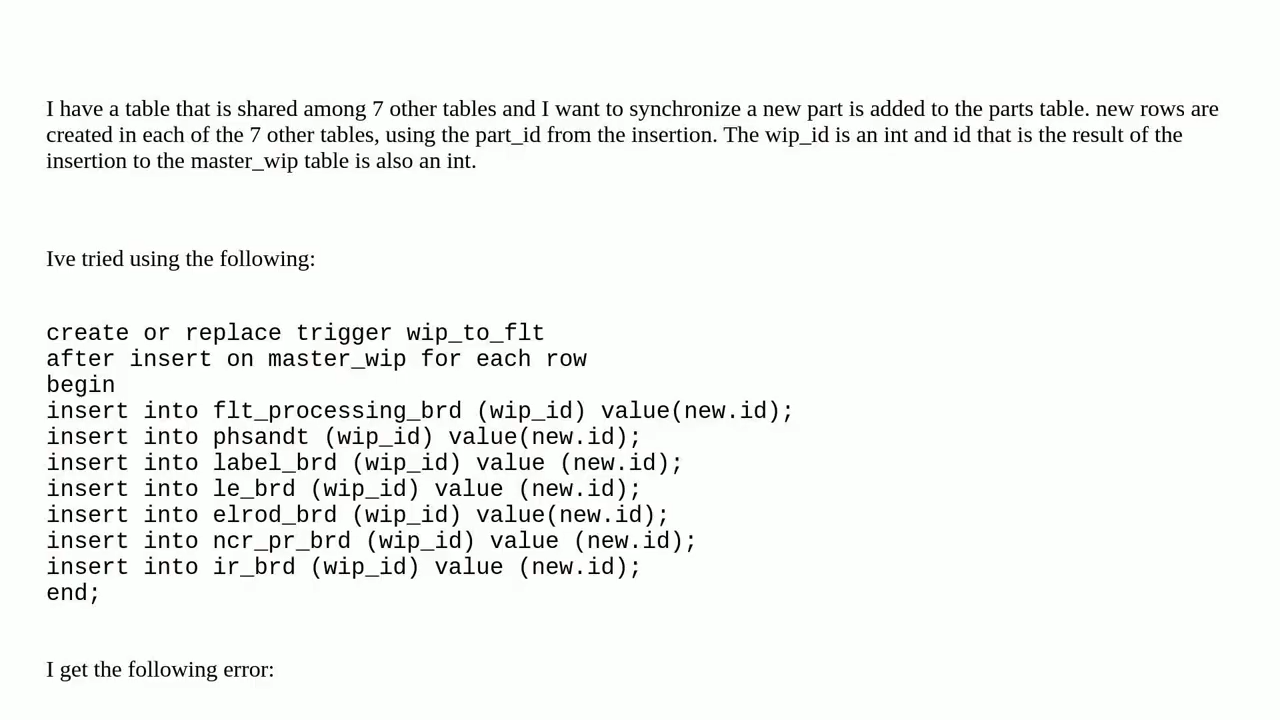 I have a table that is shared among 7 other tables and I want to synchronize a new part is added to the parts table. new rows are
created in each of the 7 other tables, using the part_id from the insertion. The wip_id is an int and id that is the result of the
insertion to the master_wip table is also an int.
Ive tried using the following:
create or replace trigger wip_to_flt
after insert on master_wip for each row
begin
insert into flt_processing_brd (wip_id) value(new.id);
insert into phsandt (wip_id) value(new.id);
insert into label_brd (wip_id) value (new.id);
insert into le_brd (wip_id) value (new.id);
insert into elrod_brd (wip_id) value(new.id);
insert into ncr_pr_brd (wip_id) value (new.id);
insert into ir_brd (wip_id) value (new.id);
end;
I get the following error: